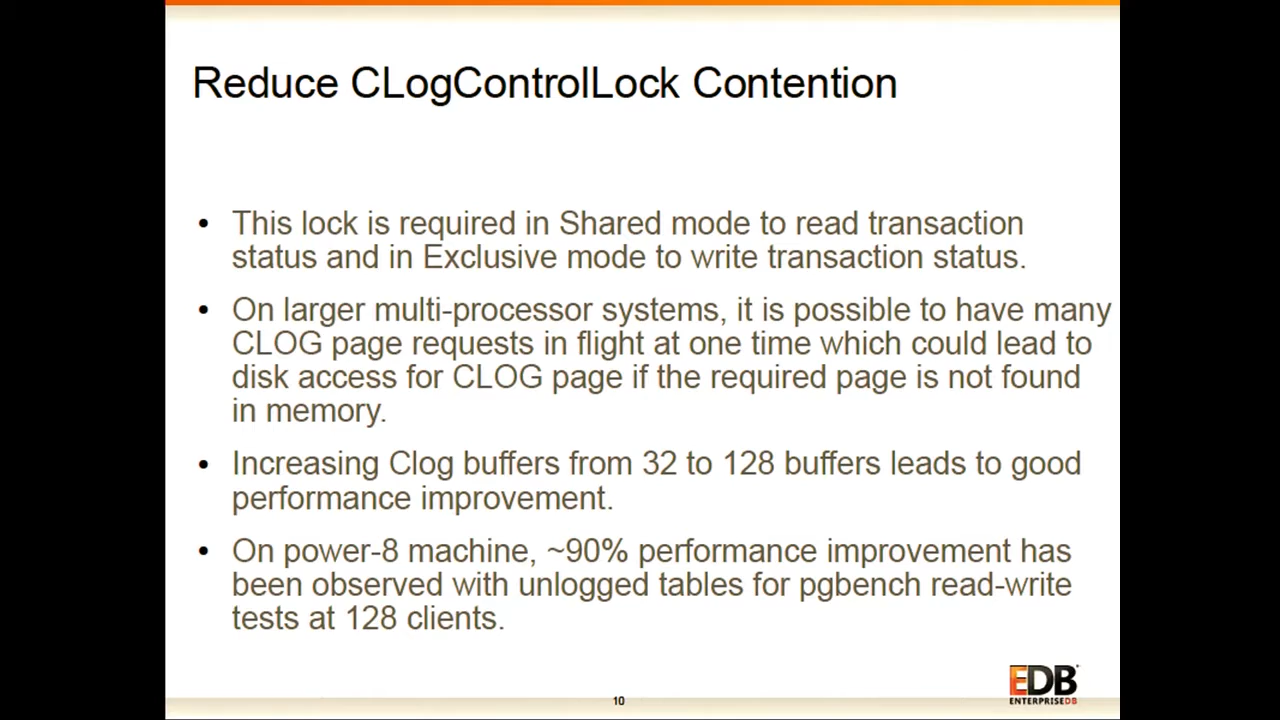 Reduce CLogControlLock Contention
• This lock is required in Shared mode to read transaction
status and in Exclusive mode to write transaction status.
• On larger multi-processor systems, it is possible to have many
CLOG page requests in flight at one time which could lead to
disk access for CLOG page if the required page is not found
in memory.
• Increasing Clog buffers from 32 to 128 buffers leads to good
performance improvement.
• On power-8 machine, ~90% performance improvement has
been observed with unlogged tables for pgbench read-write
tests at 128 clients.
10
EDB
ENTERPRISEDB